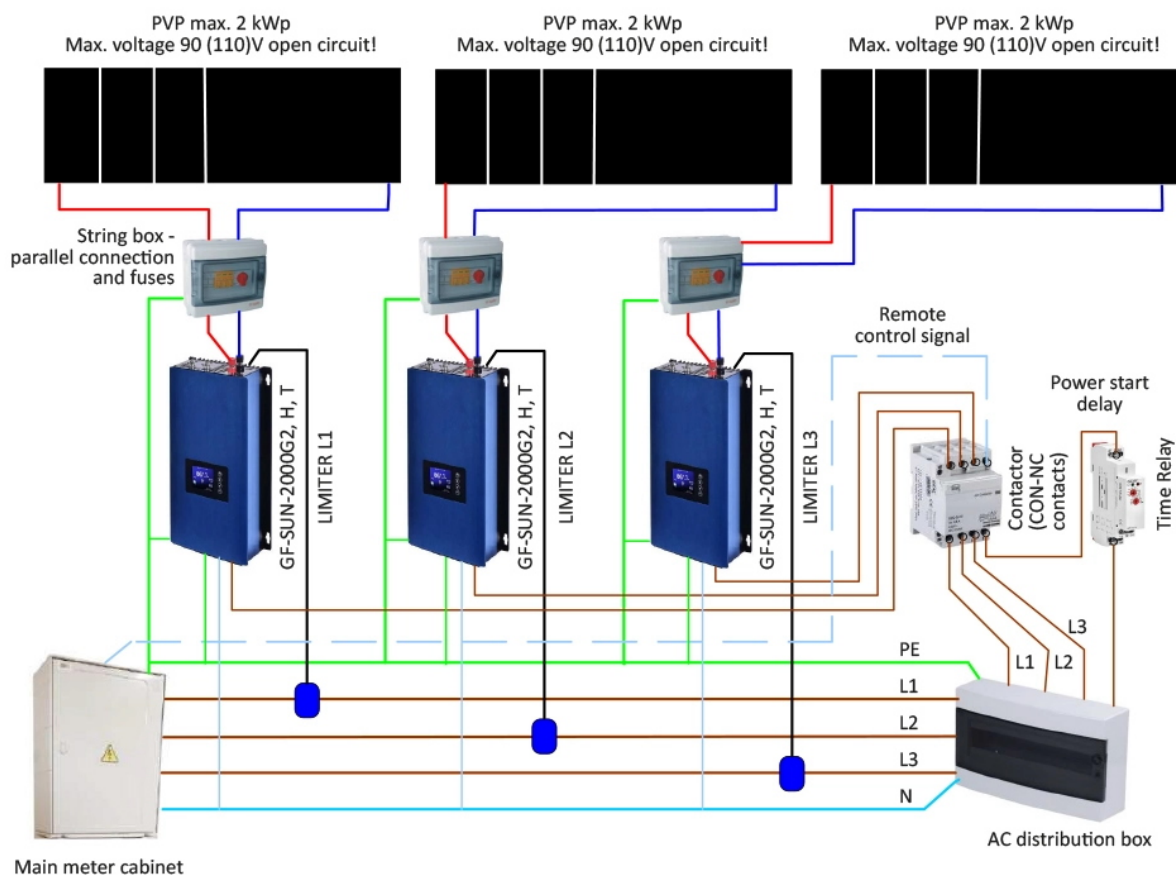 PVP max. 2 kWp
Max. voltage 90 (110)V open circuit!
PVP max. 2 kWp
Max. voltage 90 (110)V open circuit!
PVP max. 2 kWp
Max. voltage 90 (110)V open circuit!
String box -
parallel connection
and fuses
Remote
control signal
Power start
delay
GF-SUN-2000G2, H, T
LIMITER L1
GF-SUN-2000G2, H, T
LIMITER L2
GF-SUN-2000G2, H, T
LIMITER L3
Contactor
(CON-NC
contacts)
Time Relay
PE
L1
L2
L3
L1
L2
L3
N
Main meter cabinet
AC distribution box